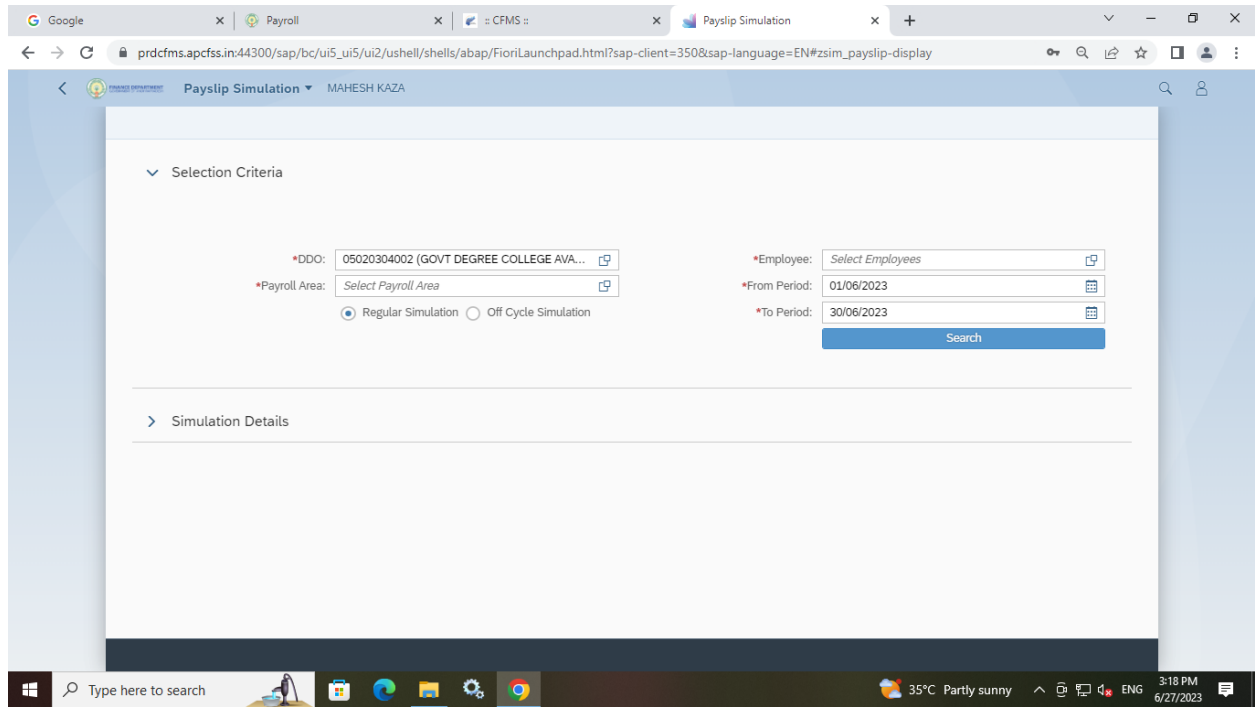 Google
Payroll
:: CFMS ::
Payslip Simulation
prdcfms.apcfss.in:44300/sap/bc/ui5_ui5/ui2/ushell/shells/abap/FioriLaunchpad.html?sap-client=350&sap-language=EN#zsim_payslip-display
FINANCE DEPARTMENT
Payslip Simulation
MAHESH KAZA
Selection Criteria
*DDO: 05020304002 (GOVT DEGREE COLLEGE AVA...
*Employee: Select Employees
*Payroll Area: Select Payroll Area
*From Period: 01/06/2023
Regular Simulation Off Cycle Simulation
*To Period: 30/06/2023
Search
Simulation Details
Type here to search
35°C Partly sunny
ENG
3:18 PM
6/27/2023